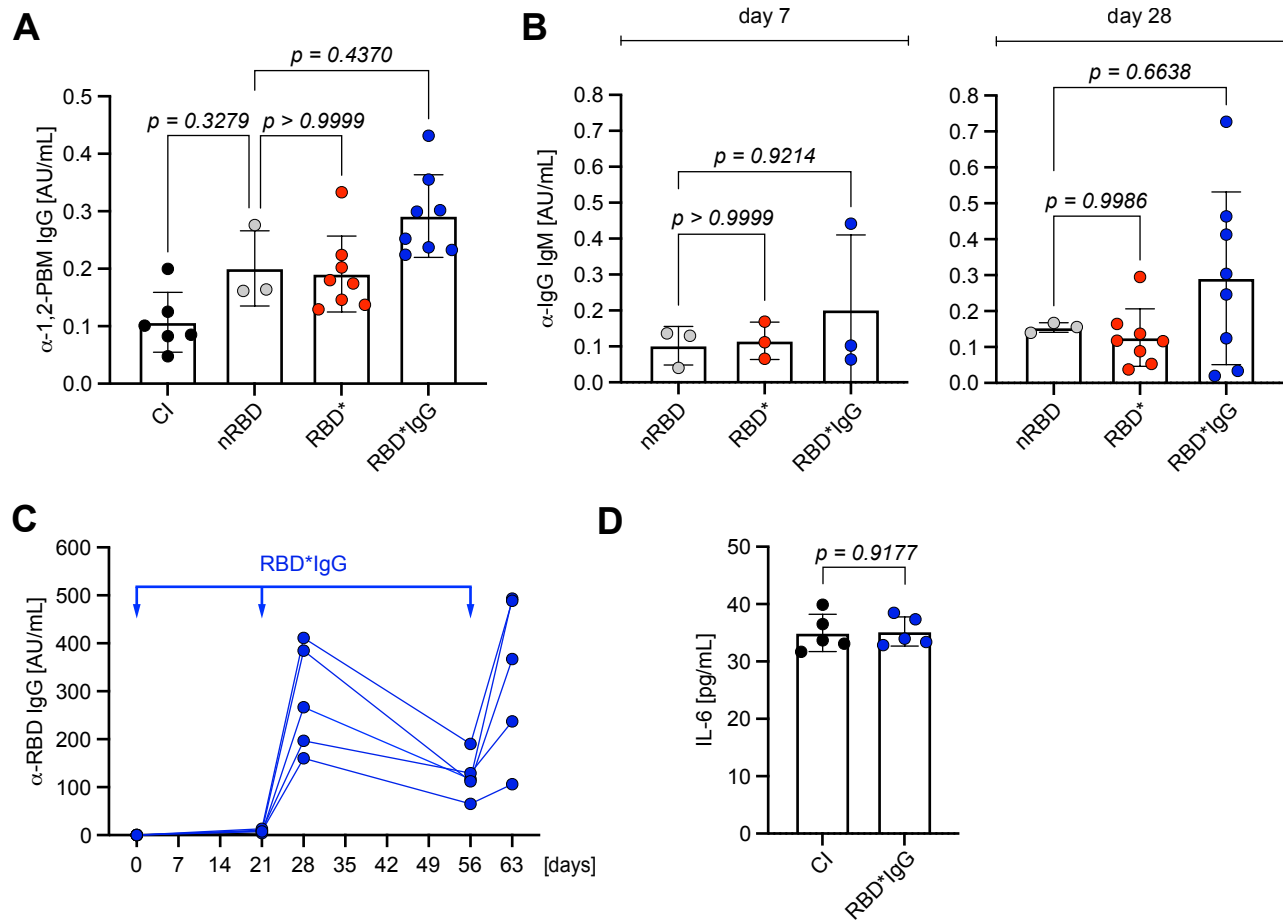 A
p = 0.4370
p = 0.3279
p > 0.9999
α-1,2-PBM IgG [AU/mL]
0.5
0.4
0.3
0.2
0.1
0.0
CI
nRBD
RBD*
RBD*IgG
B
day 7
p = 0.9214
p > 0.9999
α-IgG IgM [AU/mL]
0.8
0.7
0.6
0.5
0.4
0.3
0.2
0.1
0.0
nRBD
RBD*
RBD*IgG
day 28
p = 0.6638
p = 0.9986
0.8
0.7
0.6
0.5
0.4
0.3
0.2
0.1
0.0
nRBD
RBD*
RBD*IgG
C
RBD*IgG
α-RBD IgG [AU/mL]
600
500
400
300
200
100
0
0 7 14 21 28 35 42 49 56 63 [days]
D
p = 0.9177
IL-6 [pg/mL]
50
40
30
20
10
0
CI
RBD*IgG